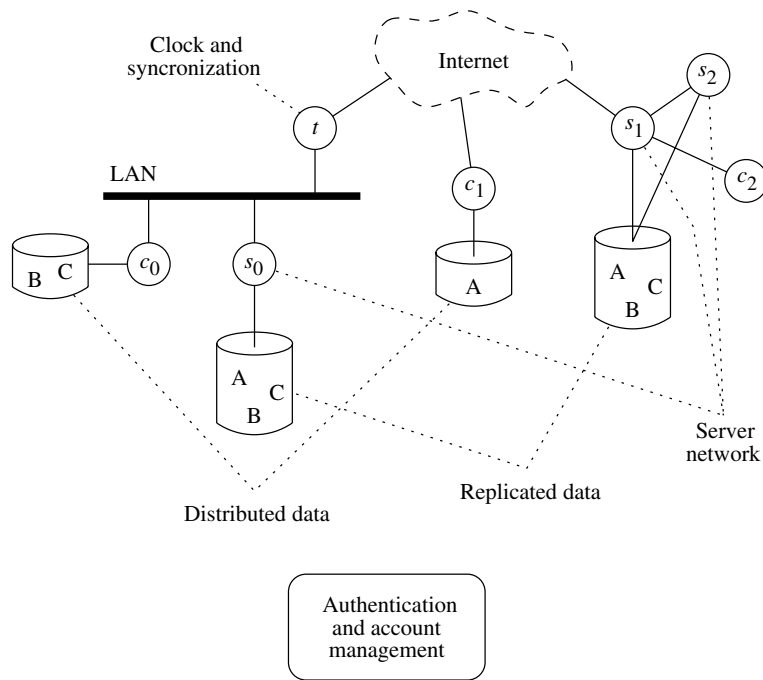 Clock and
syncronization
Internet
s2
t
s1
LAN
c1
c2
B C
c0
s0
A
A
B
C
A
B
C
Server
network
Replicated data
Distributed data
Authentication
and account
management